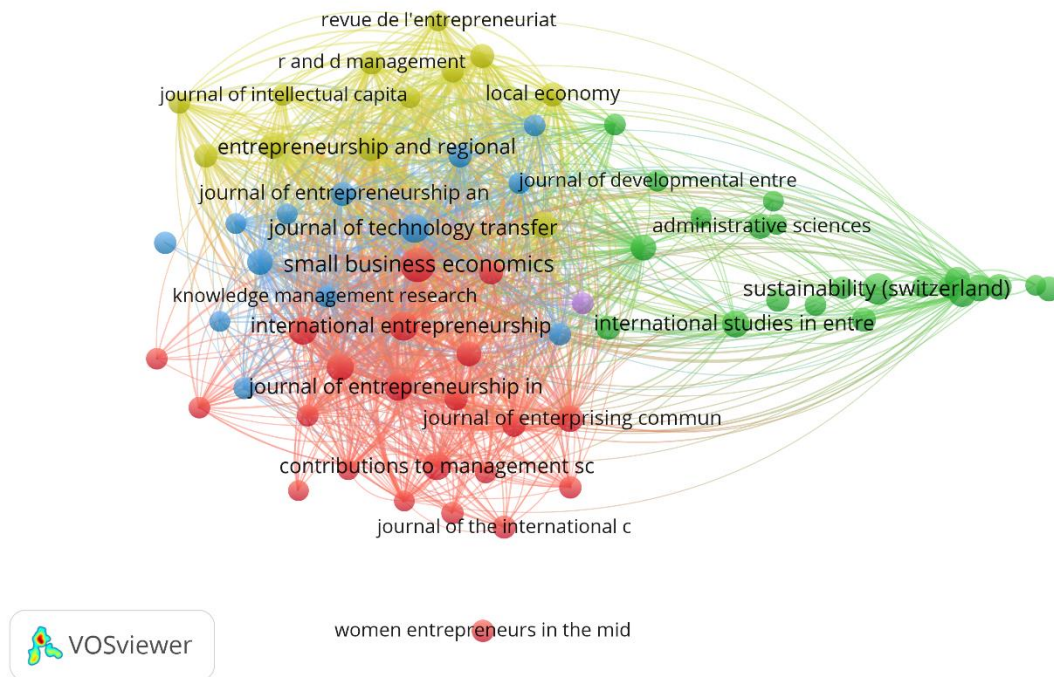 revue de l'entrepreneuriat
r and d management
journal of intellectual capita
local economy
entrepreneurship and regional
journal of developmental entre
journal of entrepreneurship an
administrative sciences
journal of technology transfer
small business economics
sustainability (switzerland)
knowledge management research
international entrepreneurship
international studies in entre
journal of entrepreneurship in
journal of enterprising commun
contributions to management sc
journal of the international c
women entrepreneurs in the mid
VOSviewer